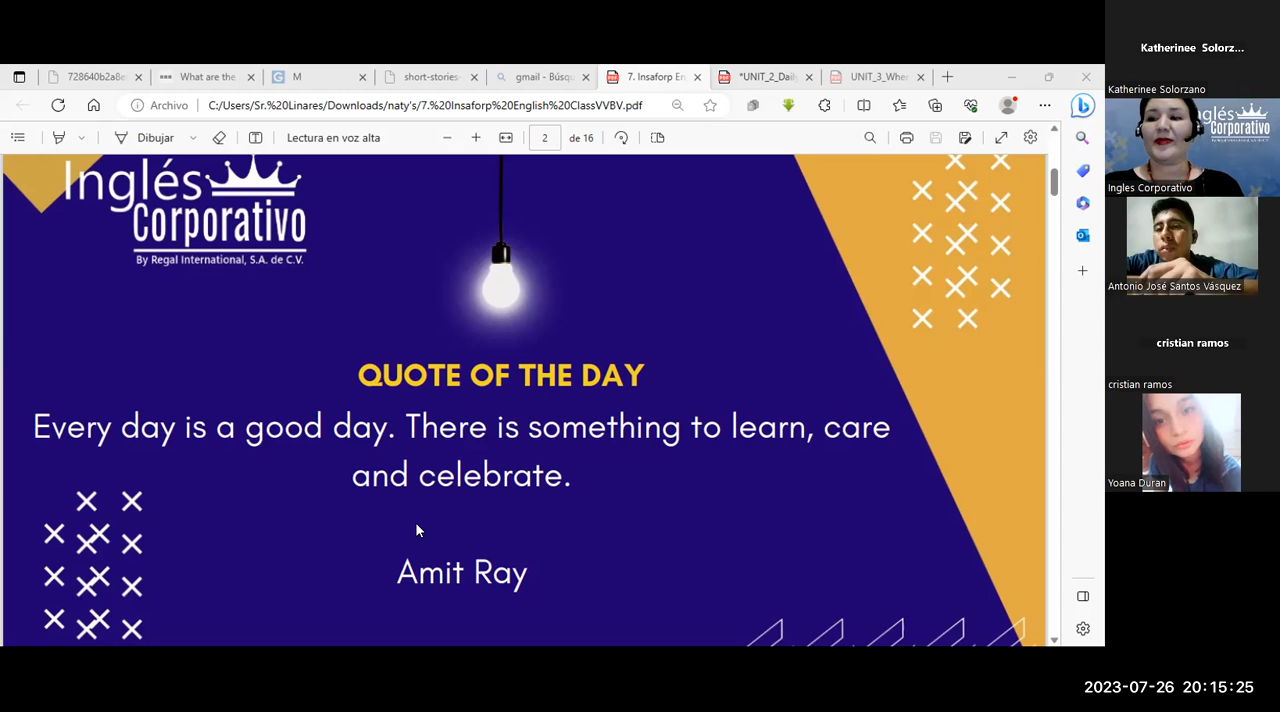 Katherinee Solorz...
Katherinee Solorzano
728640b2a8e
What are the
M
short-stories-
gmail - Búsqu
7. Insaforp En
*UNIT_2_Daily
UNIT_3_Wher
Archivo
C:/Users/Sr.%20Linares/Downloads/naty's/7.%20Insaforp%20English%20ClassVVBV.pdf
Dibujar
Lectura en voz alta
2
de 16
Inglés
Corporativo
By Regal International, S.A. de C.V.
QUOTE OF THE DAY
Every day is a good day. There is something to learn, care
and celebrate.
Amit Ray
Inglés
Corporativo
Ingles Corporativo
Antonio José Santos Vásquez
cristian ramos
cristian ramos
Yoana Duran
2023-07-26 20:15:25